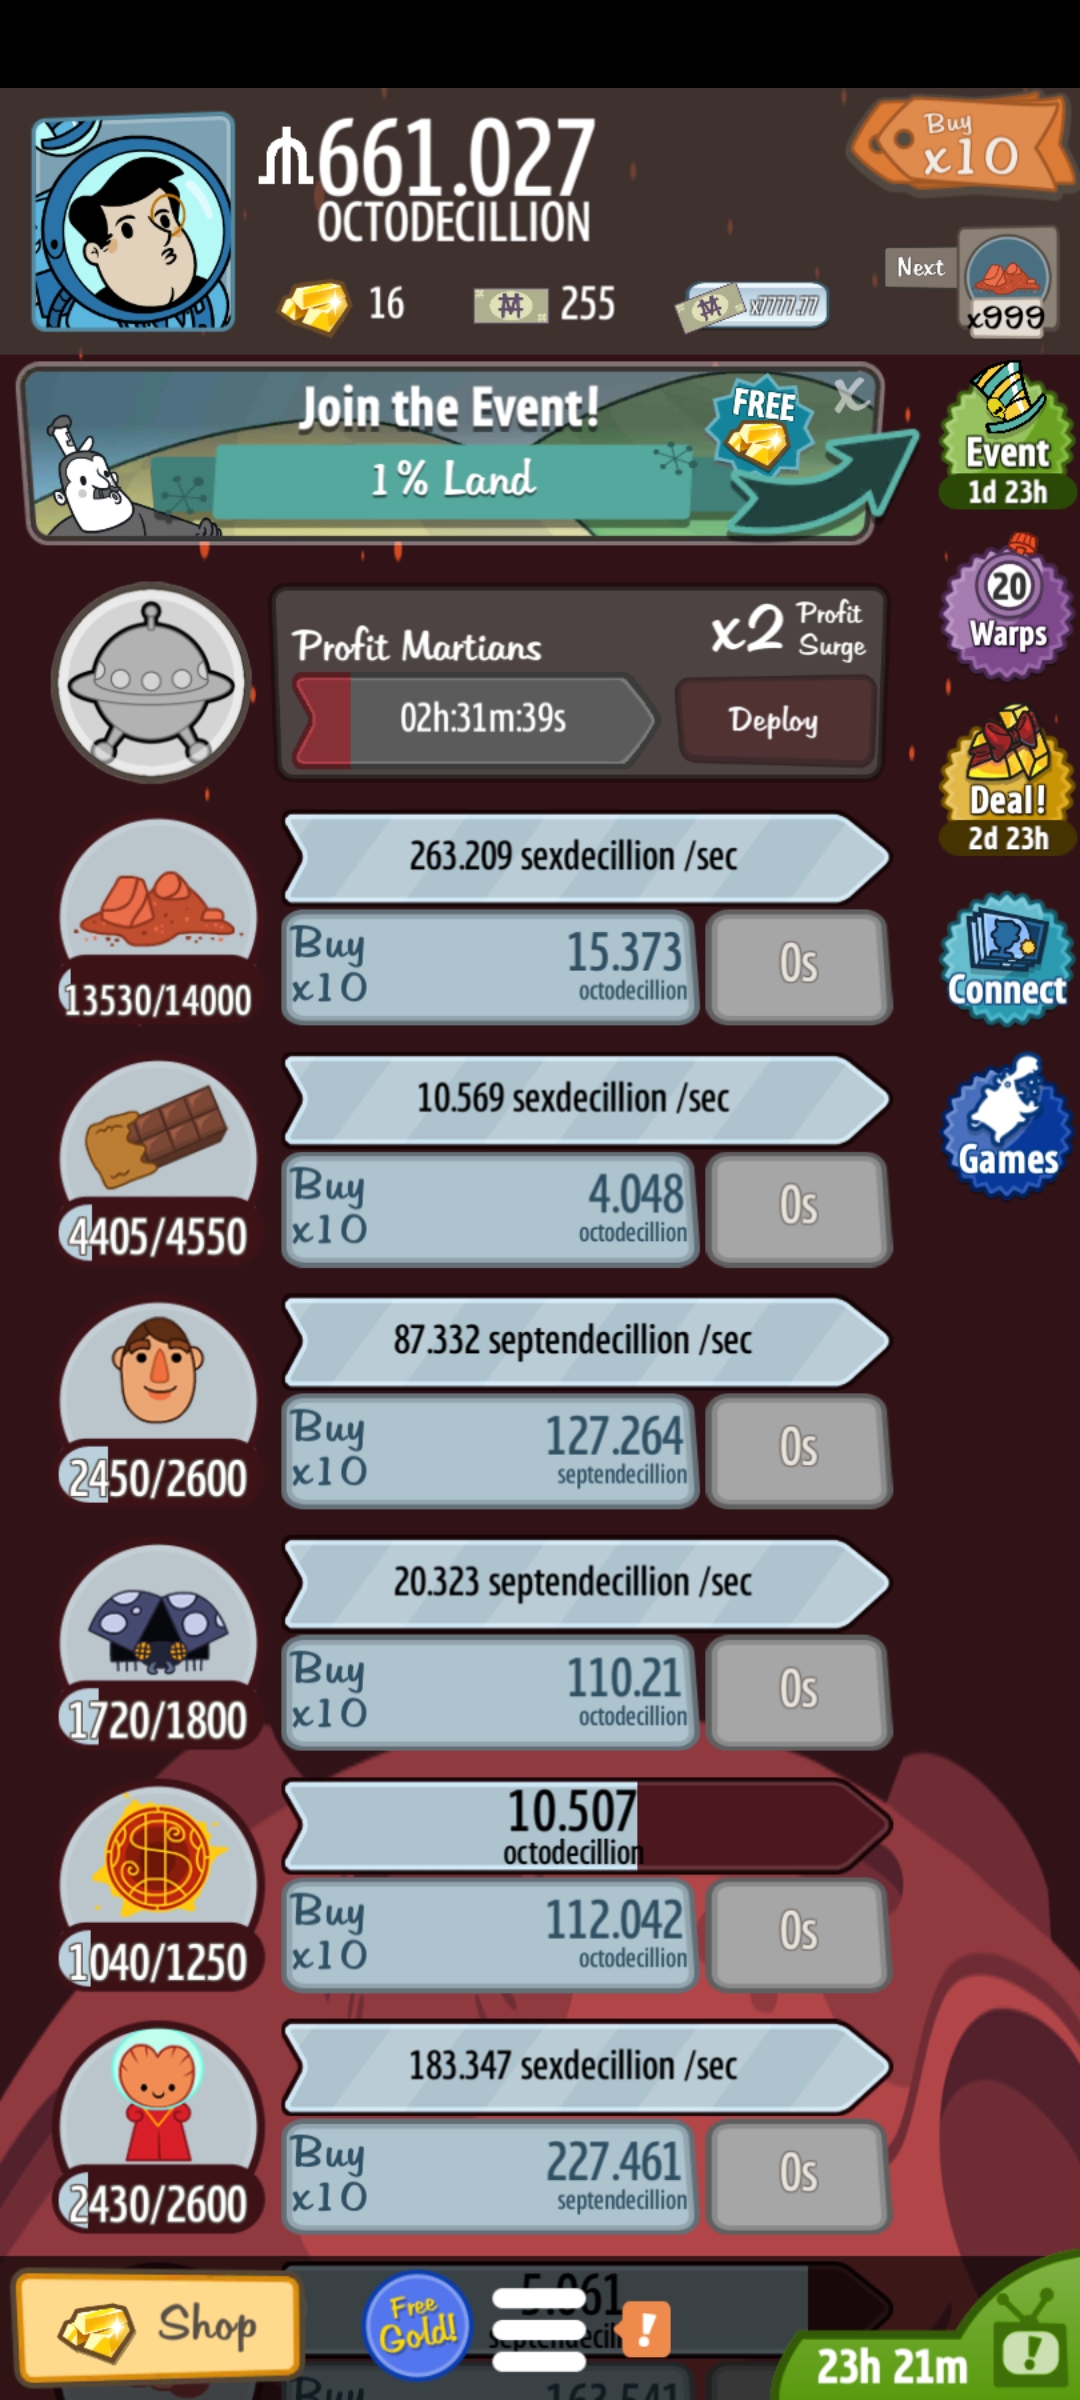 661.027
OCTODECILLION
Buy
x10
16
255
x7777.77
Next
x999
Join the Event!
FREE
X
1% Land
Event
1d 23h
20
Warps
Profit Martians
x2 Profit
Surge
02h:31m:39s
Deploy
Deal!
2d 23h
263.209 sexdecillion /sec
Buy
x10
15.373
octodecillion
0s
13530/14000
Connect
10.569 sexdecillion /sec
Buy
x10
4.048
octodecillion
0s
4405/4550
Games
87.332 septendecillion /sec
Buy
x10
127.264
septendecillion
0s
2450/2600
20.323 septendecillion /sec
Buy
x10
110.21
octodecillion
0s
1720/1800
10.507
octodecillion
Buy
x10
112.042
octodecillion
0s
1040/1250
183.347 sexdecillion /sec
Buy
x10
227.461
septendecillion
0s
2430/2600
Shop
Free
Gold!
5.061
!
23h 21m
!
Buy
163.541